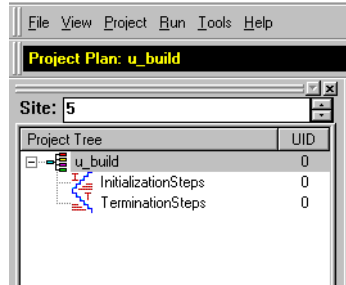 File View Project Run Tools Help
Project Plan: u_build
Site: 5
Project Tree UID
u_build 0
InitializationSteps 0
TerminationSteps 0